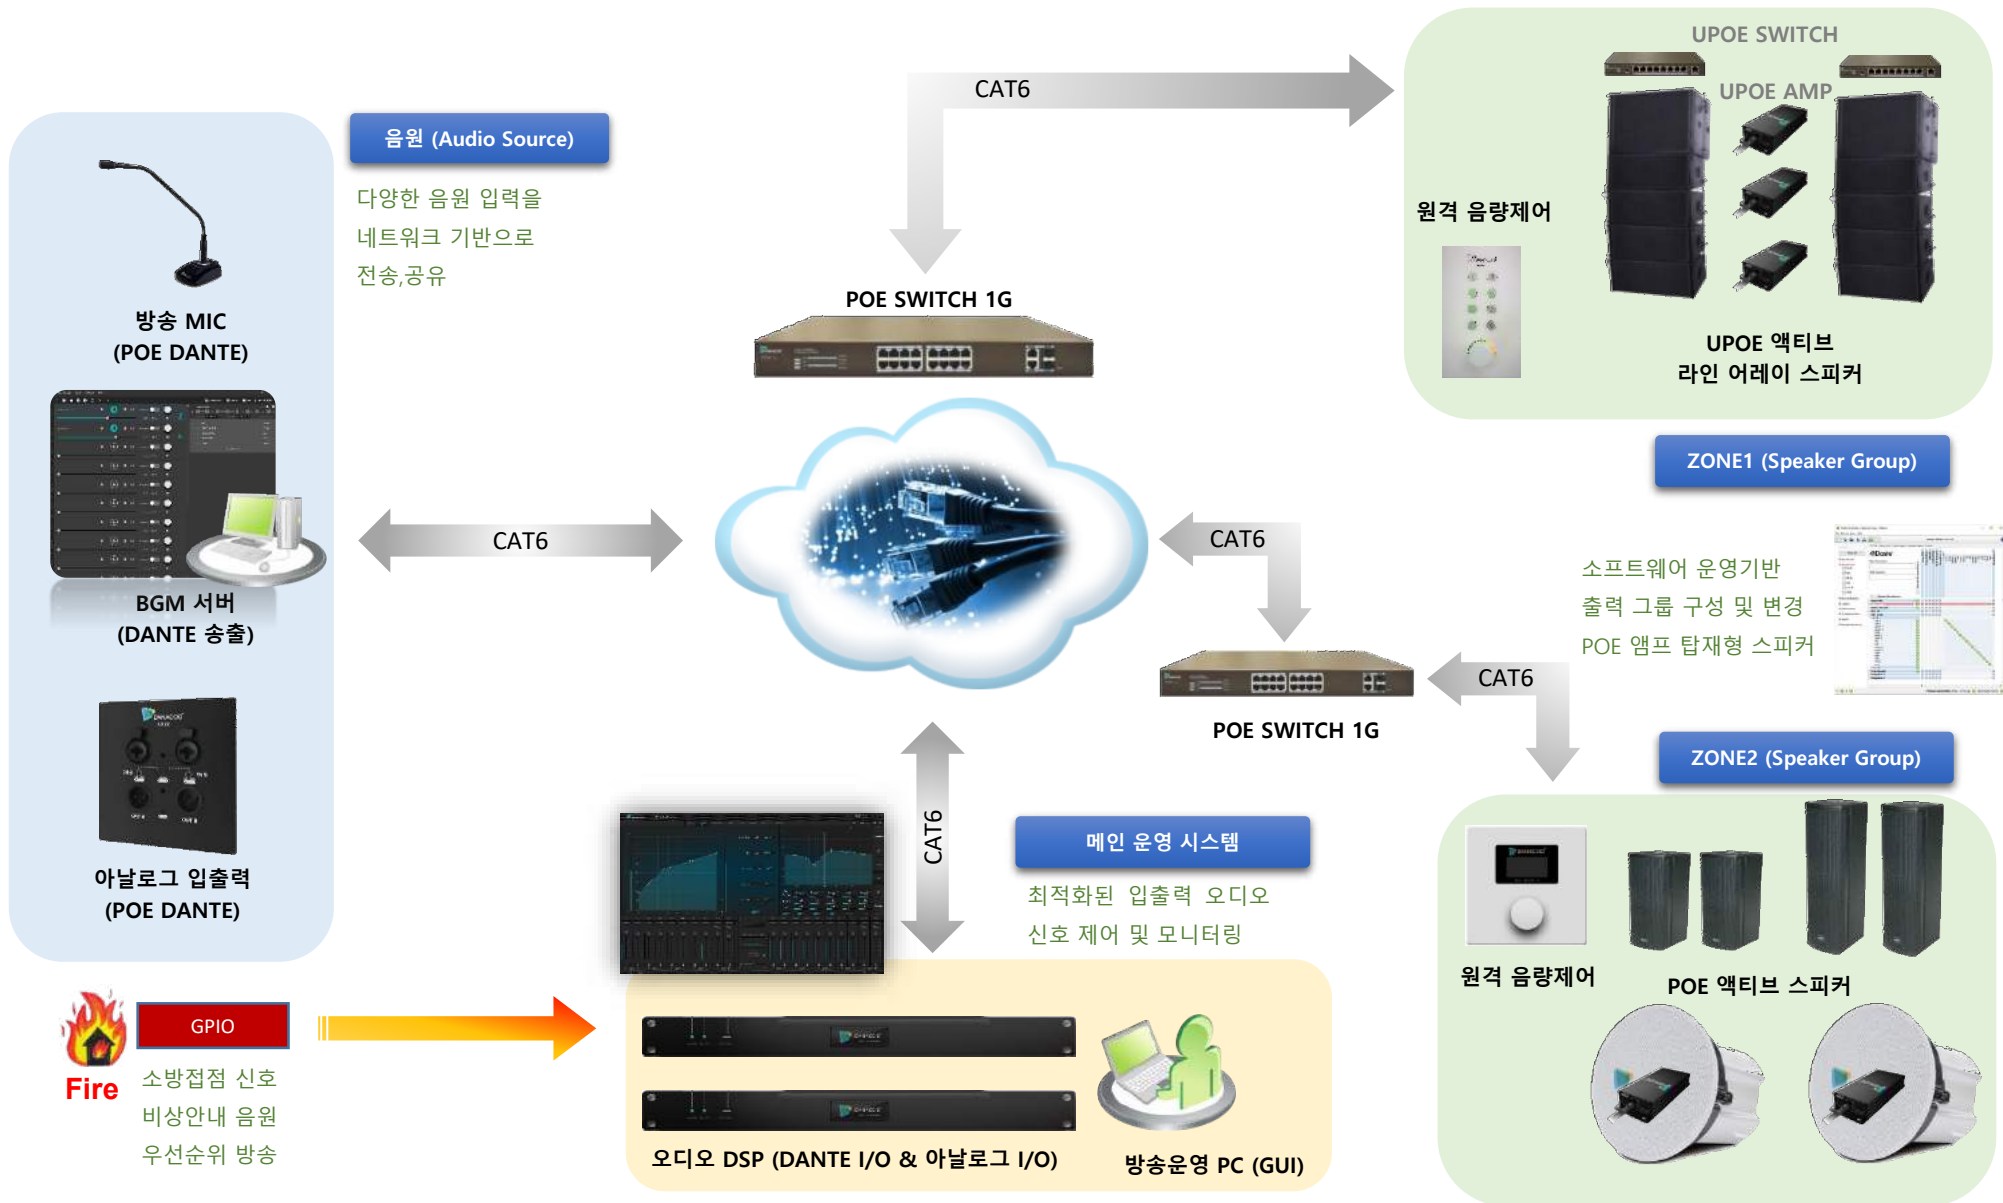 음원 (Audio Source)
다양한 음원 입력을
네트워크 기반으로
전송,공유
방송 MIC
(POE DANTE)
BGM 서버
(DANTE 송출)
아날로그 입출력
(POE DANTE)
CAT6
CAT6
POE SWITCH 1G
UPOE SWITCH
UPOE AMP
원격 음량제어
UPOE 액티브
라인 어레이 스피커
ZONE1 (Speaker Group)
CAT6
소프트웨어 운영기반
출력 그룹 구성 및 변경
POE 앰프 탑재형 스피커
Dante
POE SWITCH 1G
CAT6
ZONE2 (Speaker Group)
원격 음량제어
POE 액티브 스피커
CAT6
메인 운영 시스템
최적화된 입출력 오디오
신호 제어 및 모니터링
Fire
GPIO
소방접점 신호
비상안내 음원
우선순위 방송
오디오 DSP (DANTE I/O & 아날로그 I/O)
방송운영 PC (GUI)